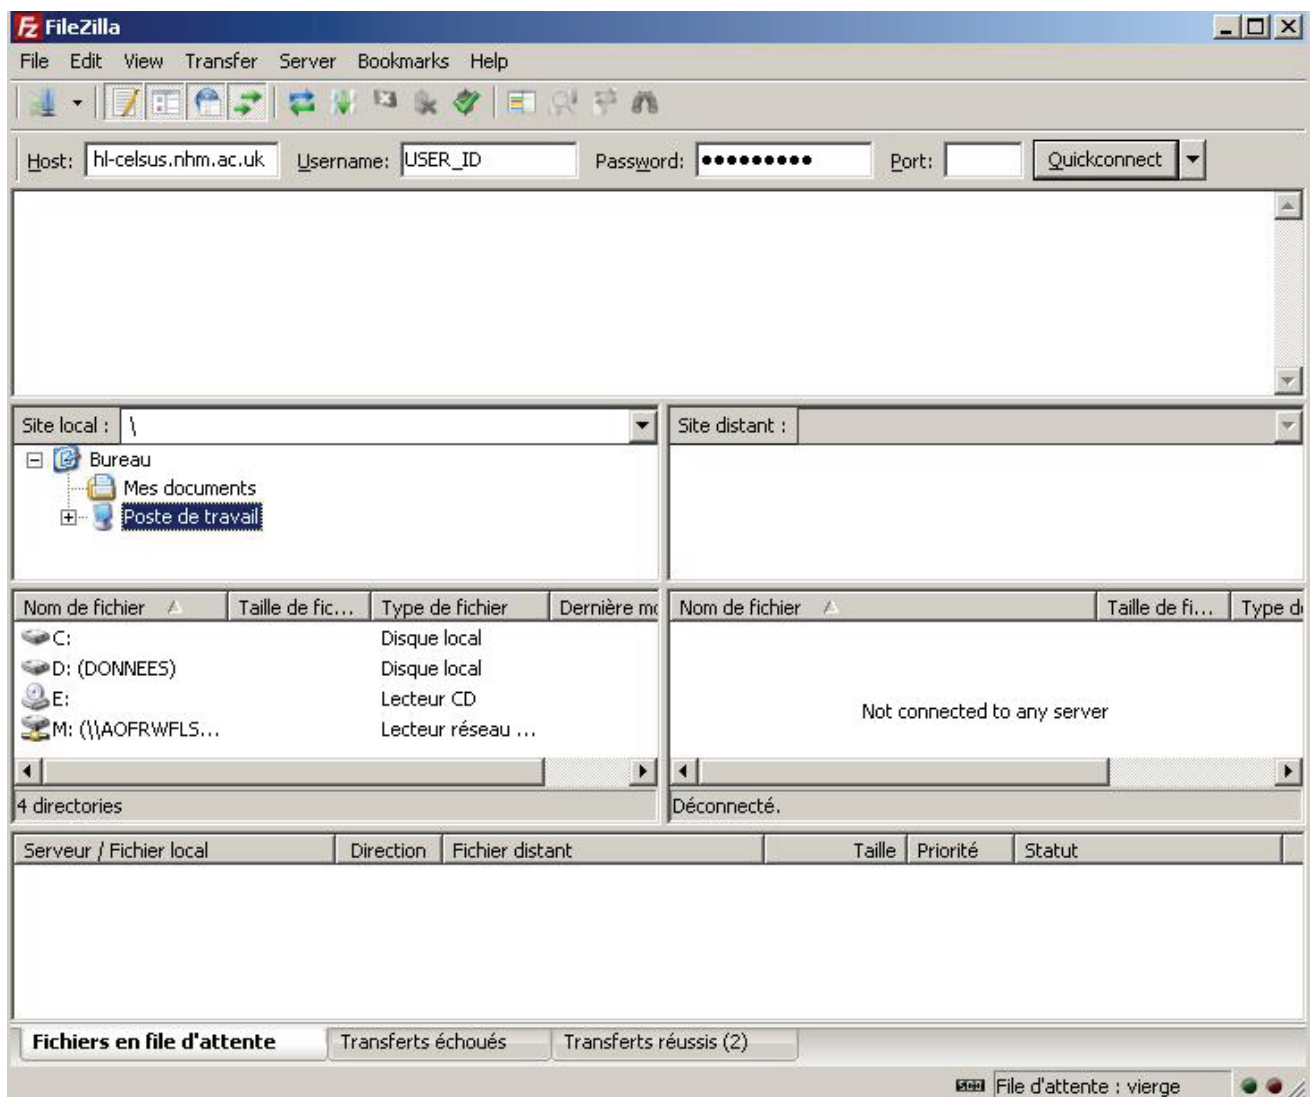 FileZilla
File Edit View Transfer Server Bookmarks Help
Host: hl-celsus.nhm.ac.uk Username: USER_ID Password: ●●●●●●●●● Port: Quickconnect
Site local : \
Bureau
Mes documents
Poste de travail
Site distant :
Nom de fichier Taille de fic... Type de fichier Dernière mo
C: Disque local
D: (DONNEES) Disque local
E: Lecteur CD
M: (\\AOFRWFLS... Lecteur réseau ...
4 directories
Nom de fichier Taille de fi... Type d
Not connected to any server
Déconnecté.
Serveur / Fichier local Direction Fichier distant Taille Priorité Statut
Fichiers en file d'attente Transferts échoués Transferts réussis (2)
File d'attente : vierge